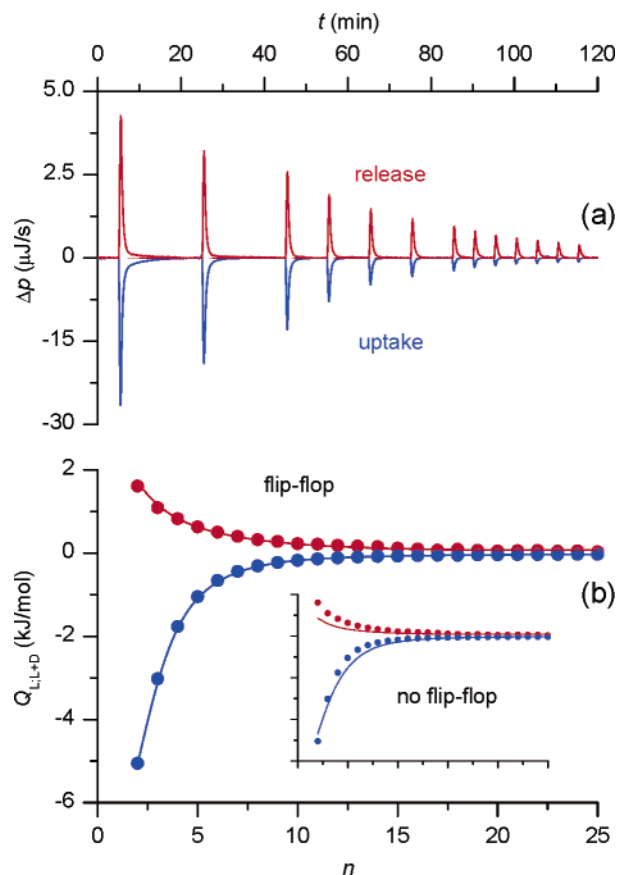 t (min)
0 20 40 60 80 100 120
5.0
release
2.5
(a)
0
Δp (μJ/s)
-15
uptake
-30
2
flip-flop
0
(b)
-2
Q_L;L+D (kJ/mol)
no flip-flop
-4
-6
0 5 10 15 20 25
n